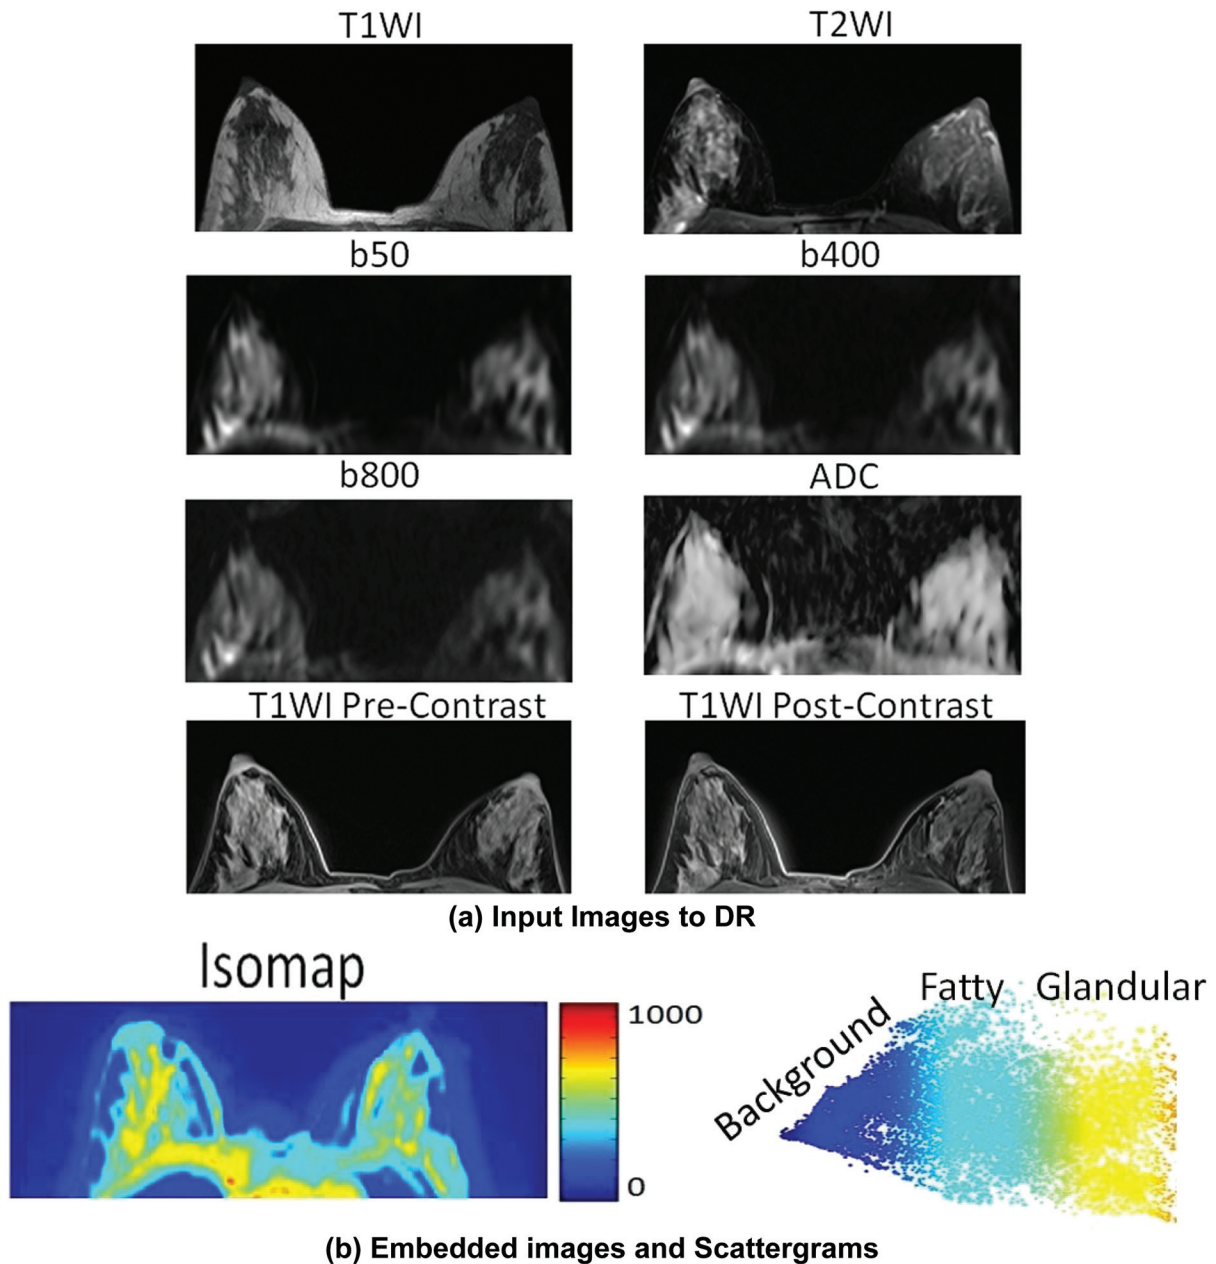 T1WI
T2WI
b50
b400
b800
ADC
T1WI Pre-Contrast
T1WI Post-Contrast
(a) Input Images to DR
Isomap
1000
0
Background
Fatty
Glandular
(b) Embedded images and Scattergrams